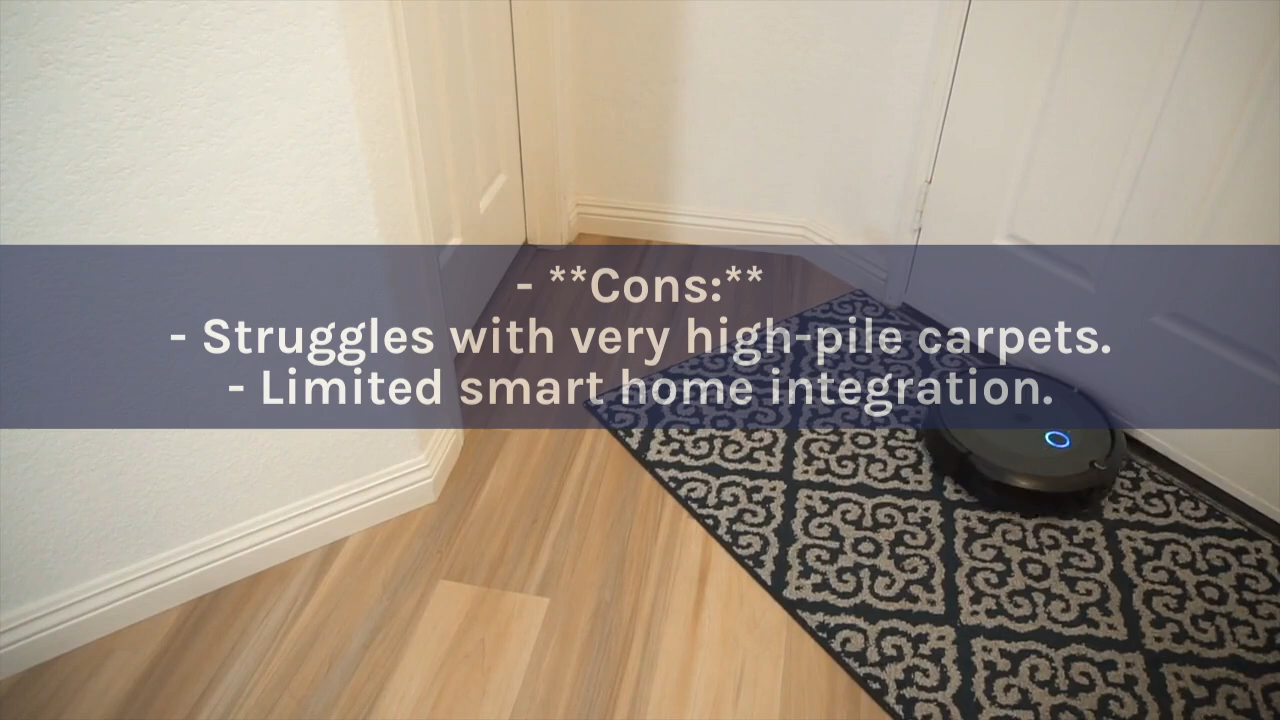 - **Cons:**
- Struggles with very high-pile carpets.
- Limited smart home integration.